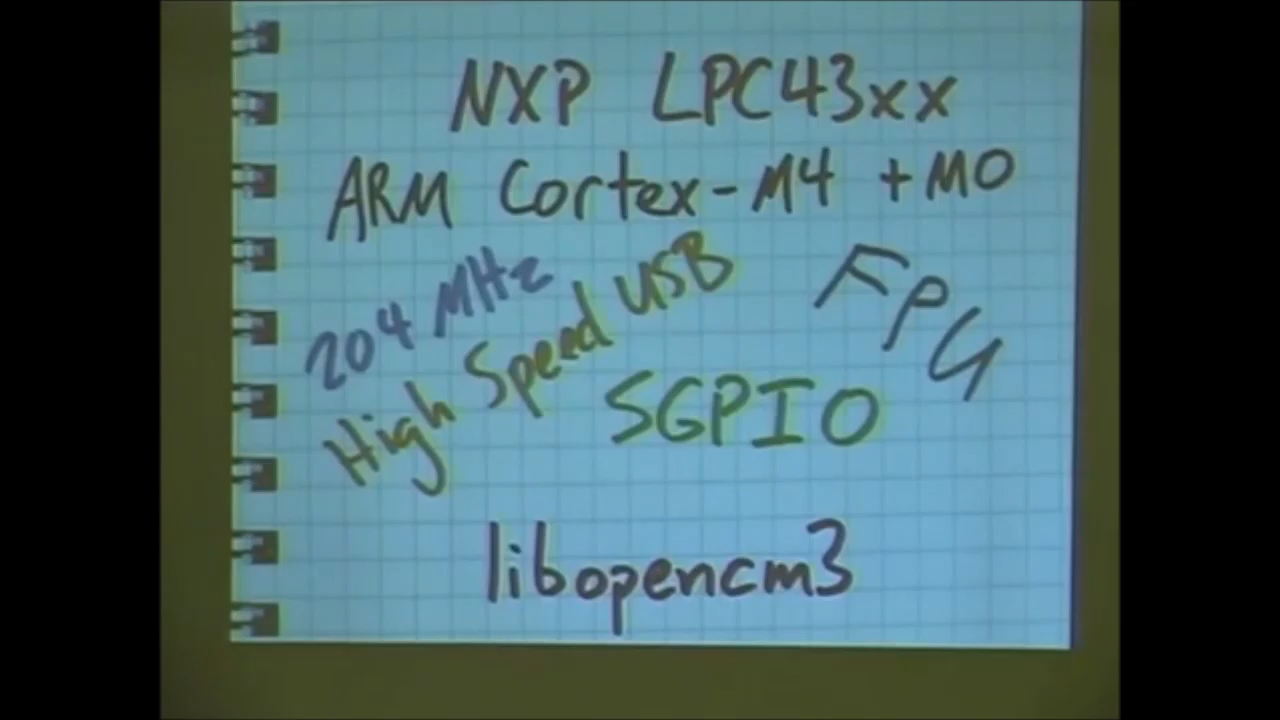 NXP LPC43xx
ARM Cortex-M4 +M0
204 MHz
High Speed USB
FPU
SGPIO
libopencm3